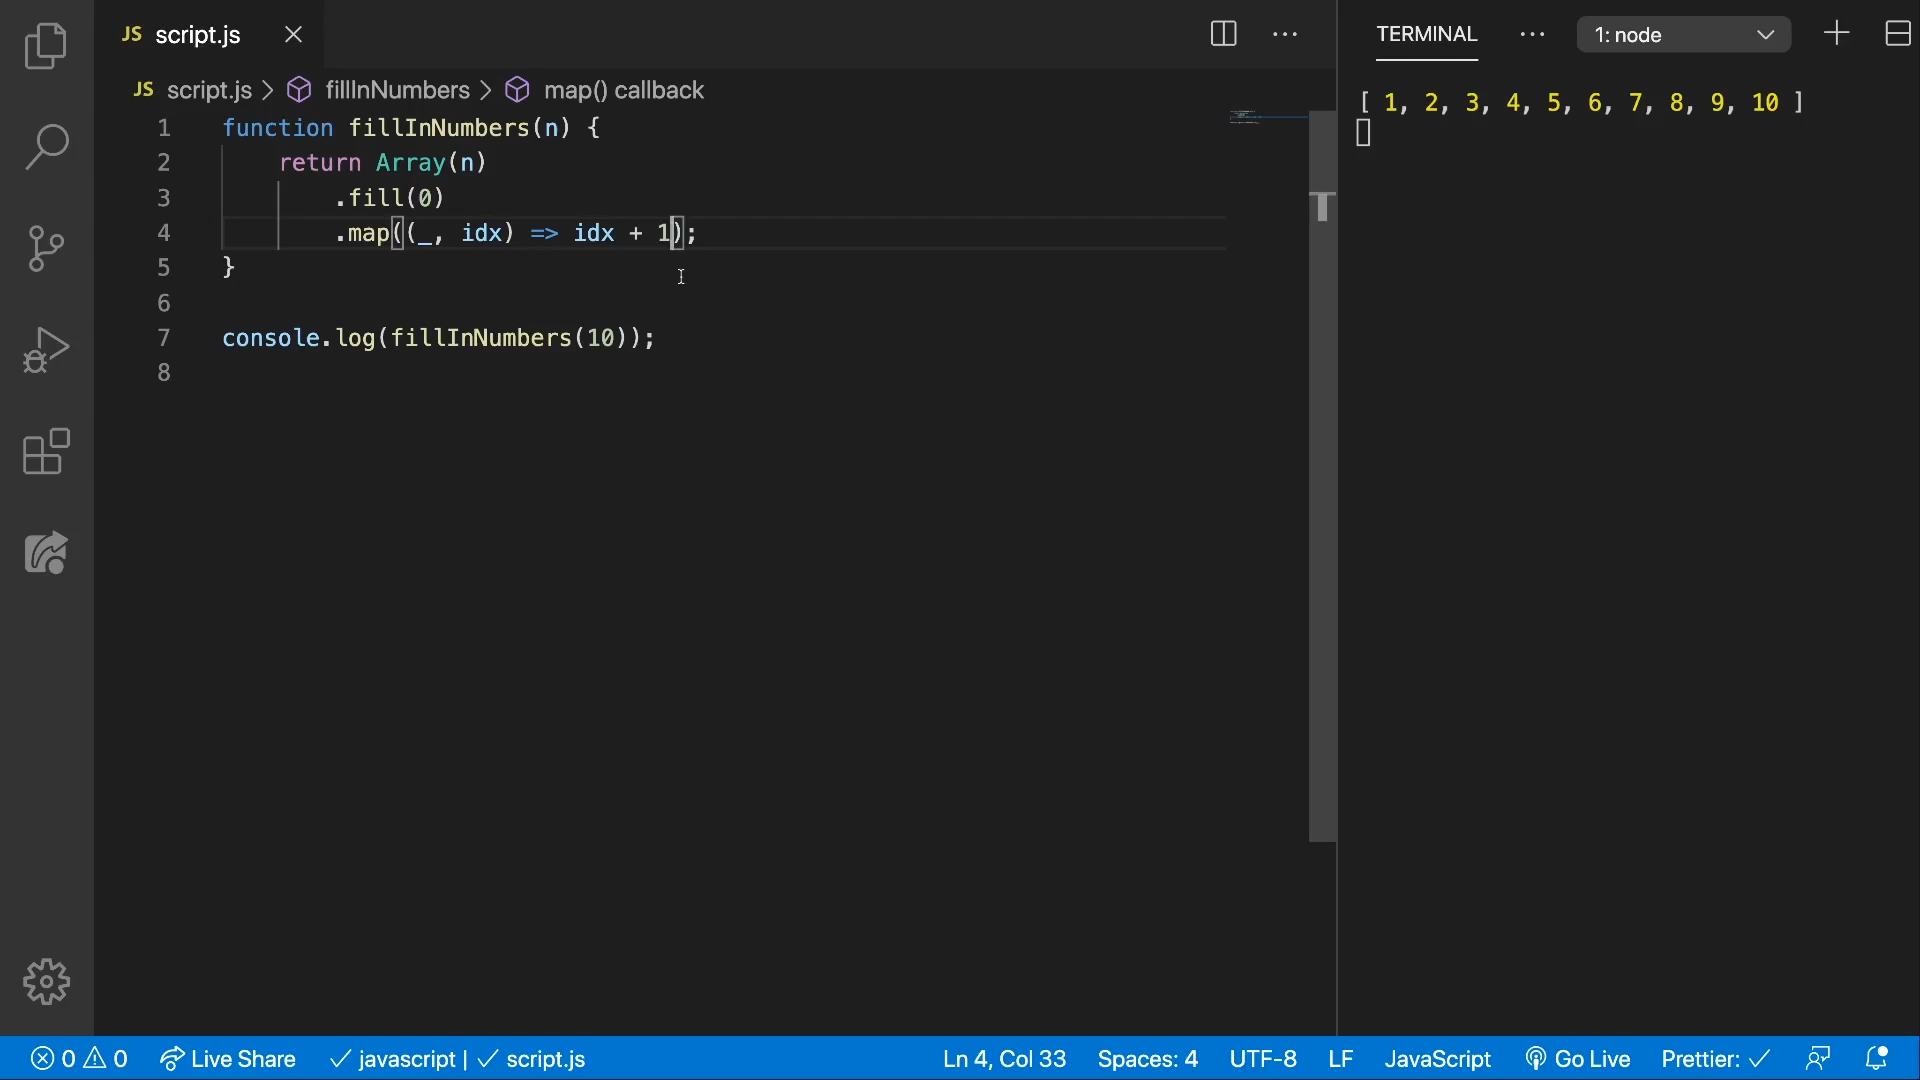 JS script.js
TERMINAL
1: node
JS script.js > fillInNumbers > map() callback
1 function fillInNumbers(n) {
2 return Array(n)
3 .fill(0)
4 .map((_, idx) => idx + 1);
5 }
6
7 console.log(fillInNumbers(10));
8
[ 1, 2, 3, 4, 5, 6, 7, 8, 9, 10 ]
0 0 Live Share javascript | script.js Ln 4, Col 33 Spaces: 4 UTF-8 LF JavaScript Go Live Prettier: